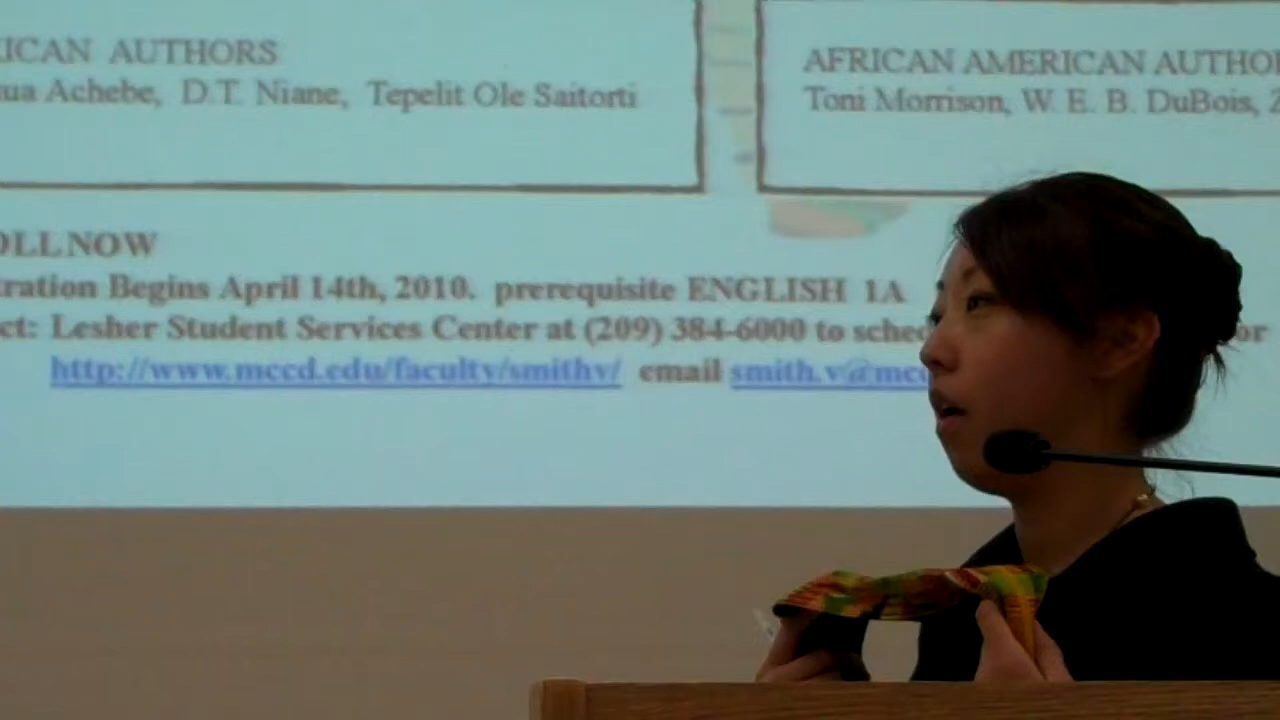 ICAN AUTHORS
ua Achebe, D.T. Niane, Tepelit Ole Saitorti
AFRICAN AMERICAN AUTHO
Toni Morrison, W. E. B. DuBois,
OLL NOW
ration Begins April 14th, 2010. prerequisite ENGLISH 1A
ct: Lesher Student Services Center at (209) 384-6000 to sched or
http://www.mccd.edu/faculty/smithv/ email smith.v@mc